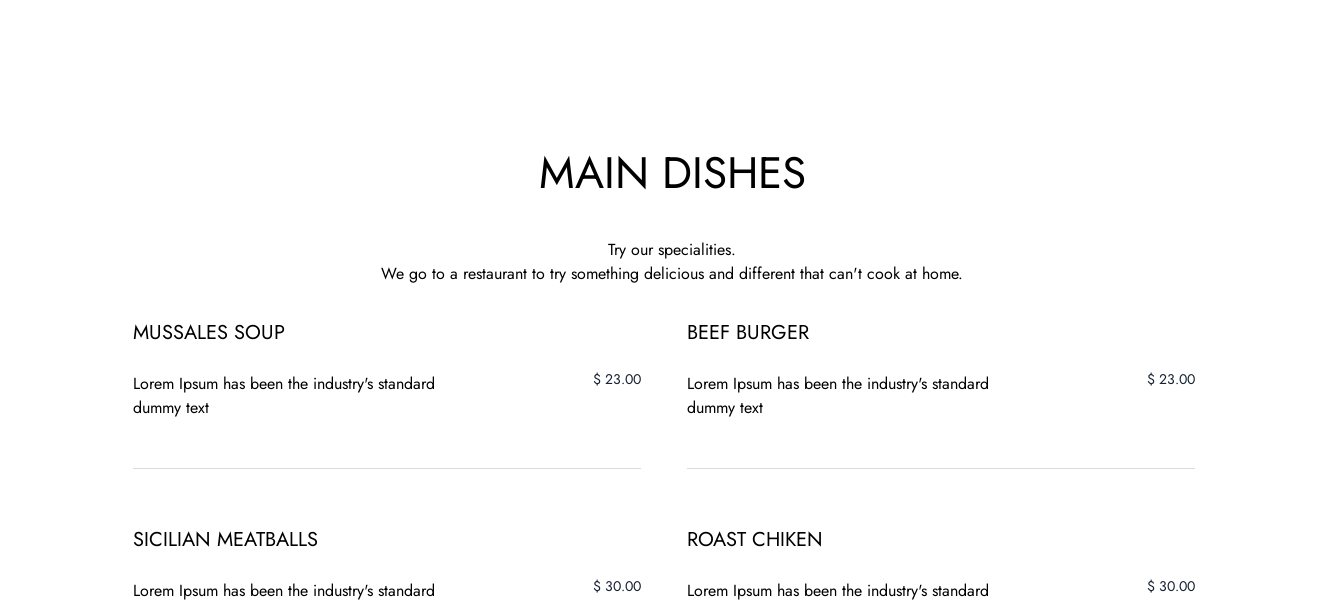 MAIN DISHES
Try our specialities.
We go to a restaurant to try something delicious and different that can't cook at home.
MUSSALES SOUP
Lorem Ipsum has been the industry's standard
dummy text
$ 23.00
BEEF BURGER
Lorem Ipsum has been the industry's standard
dummy text
$ 23.00
SICILIAN MEATBALLS
Lorem Ipsum has been the industry's standard
$ 30.00
ROAST CHIKEN
Lorem Ipsum has been the industry's standard
$ 30.00